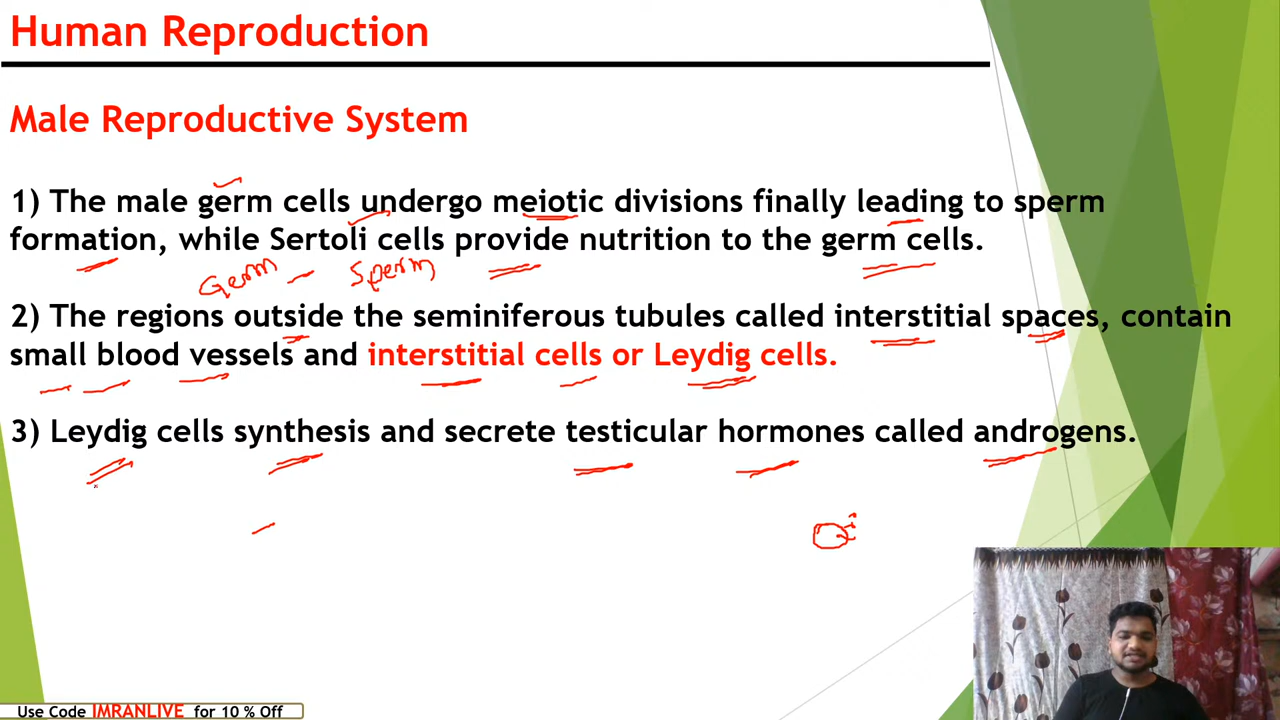 Human Reproduction
Male Reproductive System
1) The male germ cells undergo meiotic divisions finally leading to sperm
formation, while Sertoli cells provide nutrition to the germ cells.
Germ - Sperm
2) The regions outside the seminiferous tubules called interstitial spaces, contain
small blood vessels and interstitial cells or Leydig cells.
3) Leydig cells synthesis and secrete testicular hormones called androgens.
Use Code IMRANLIVE for 10 % Off